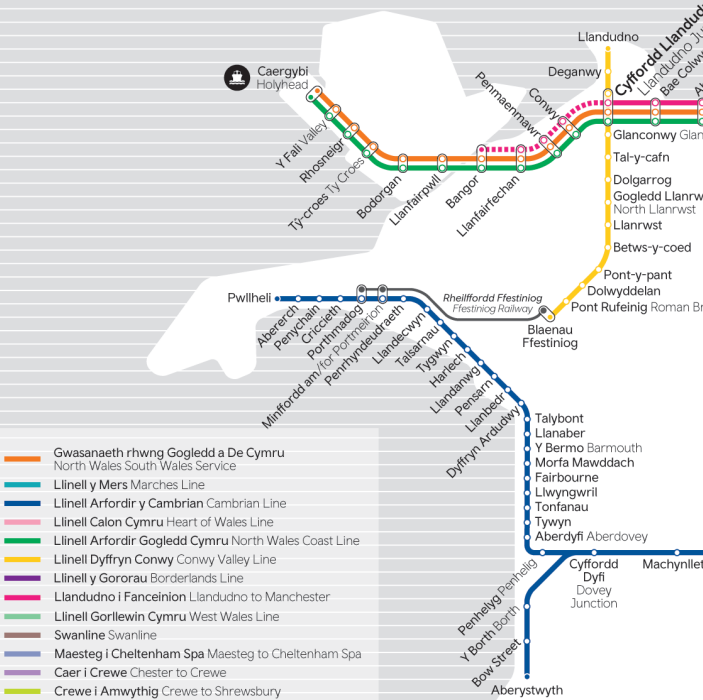 Llandudno
Deganwy
Cyffordd Llandu
Llandudno Ju
Bae Colw
Caergybi
Holyhead
Penmaenmawr
Conwy
Y Fali Valley
Rhosneigr
Tŷ-croes Ty Croes
Bodorgan
Llanfairpwll
Bangor
Llanfairfechan
Glanconwy Glan
Tal-y-cafn
Dolgarrog
Gogledd Llanrw
North Llanrwst
Llanrwst
Betws-y-coed
Pont-y-pant
Dolwyddelan
Pont Rufeinig Roman Br
Blaenau
Ffestiniog
Rheilffordd Ffestiniog
Ffestiniog Railway
Pwllheli
Abererch
Penychain
Criccieth
Porthmadog
Minffordd am/for Portmeirion
Penrhyndeudraeth
Llandecwyn
Talsarnau
Tygwyn
Harlech
Llandanwg
Pensarn
Llanbedr
Dyffryn Ardudwy
Talybont
Llanaber
Y Bermo Barmouth
Morfa Mawddach
Fairbourne
Llwyngwril
Tonfanau
Tywyn
Aberdyfi Aberdovey
Penhelyg Penhelig
Cyffordd
Dyfi
Dovey
Junction
Machynllet
Y Borth Borth
Bow Street
Aberystwyth
Gwasanaeth rhwng Gogledd a De Cymru
North Wales South Wales Service
Llinell y Mers Marches Line
Llinell Arfordir y Cambrian Cambrian Line
Llinell Calon Cymru Heart of Wales Line
Llinell Arfordir Gogledd Cymru North Wales Coast Line
Llinell Dyffryn Conwy Conwy Valley Line
Llinell y Gororau Borderlands Line
Llandudno i Fanceinion Llandudno to Manchester
Llinell Gorllewin Cymru West Wales Line
Swanline Swanline
Maesteg i Cheltenham Spa Maesteg to Cheltenham Spa
Caer i Crewe Chester to Crewe
Crewe i Amwythig Crewe to Shrewsbury